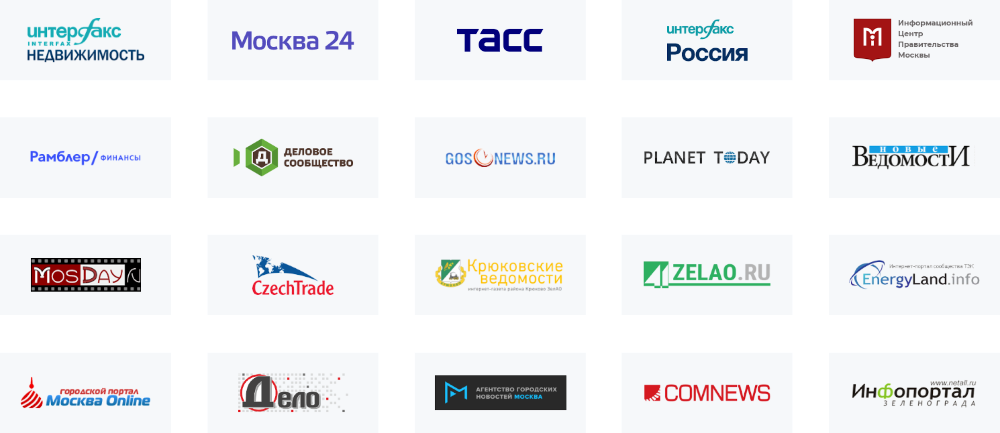 интерфакс
INTERFAX
НЕДВИЖИМОСТЬ
Москва 24
ТАСС
интерфакс
Россия
Информационный
Центр
Правительства
Москвы
Рамблер/ФИНАНСЫ
Д
ДЕЛОВОЕ
СООБЩЕСТВО
GOSNEWS.RU
PLANET TODAY
НОВЫЕ
ВЕДОМОСТИ
MOSDAY.RU
CzechTrade
Крюковские
ведомости
интернет-газета района Крюково ЗелАО
КРЮКОВО
ZELAO.RU
Интернет-портал сообщества ТЭК
EnergyLand.info
городской портал
Москва Online
Дело
АГЕНТСТВО ГОРОДСКИХ
НОВОСТЕЙ МОСКВА
COMNEWS
www.netall.ru
Инфопортал
ЗЕЛЕНОГРАДА